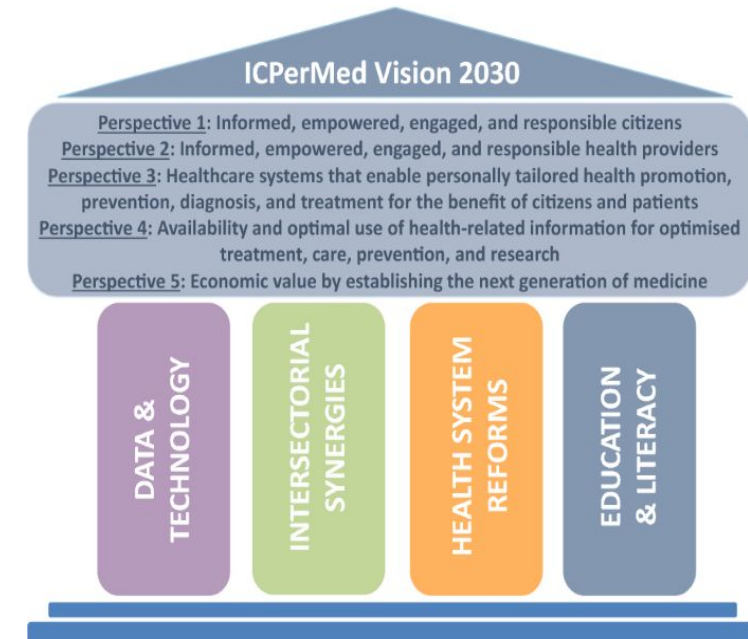 ICPerMed Vision 2030
Perspective 1: Informed, empowered, engaged, and responsible citizens
Perspective 2: Informed, empowered, engaged, and responsible health providers
Perspective 3: Healthcare systems that enable personally tailored health promotion,
prevention, diagnosis, and treatment for the benefit of citizens and patients
Perspective 4: Availability and optimal use of health-related information for optimised
treatment, care, prevention, and research
Perspective 5: Economic value by establishing the next generation of medicine
DATA &
TECHNOLOGY
INTERSECTORIAL
SYNERGIES
HEALTH SYSTEM
REFORMS
EDUCATION
& LITERACY